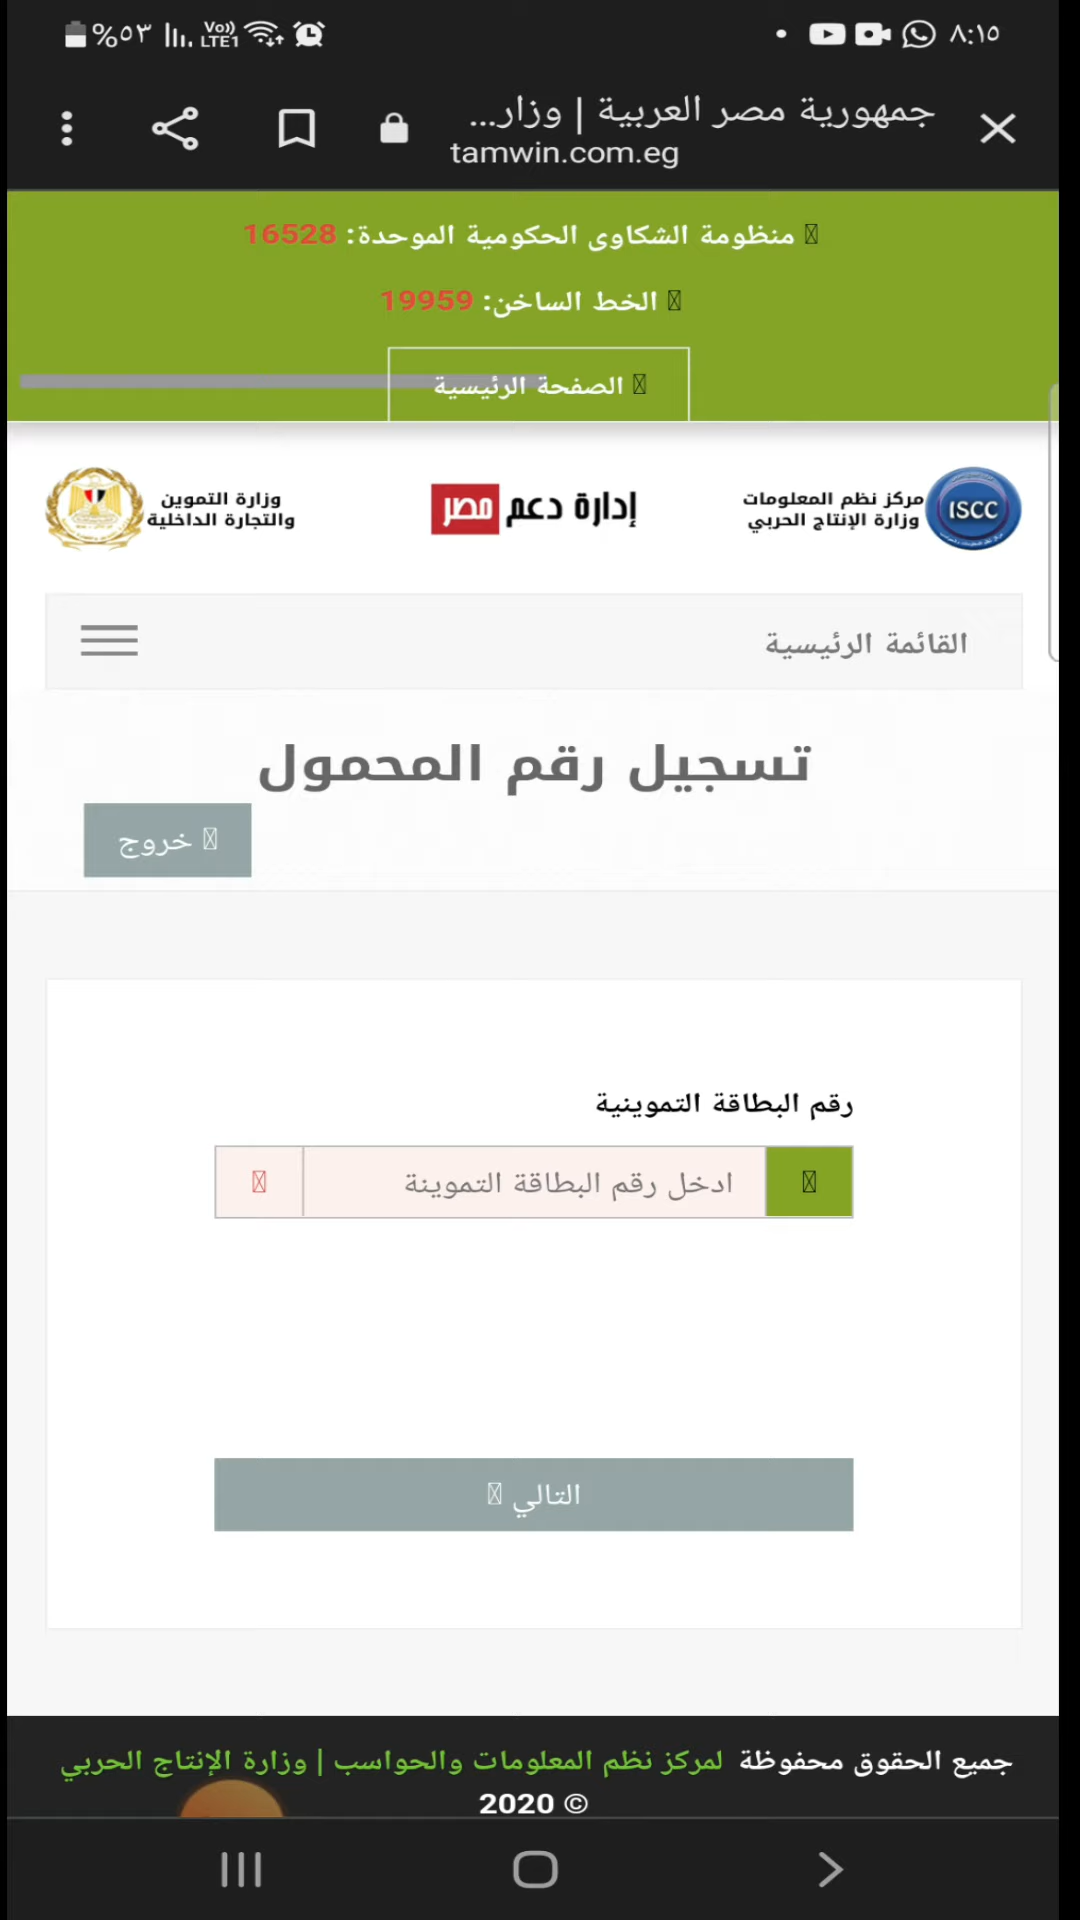 %٥٣ Vo)) LTE1 ٨:١٥
جمهورية مصر العربية | وزار...
tamwin.com.eg
منظومة الشكاوى الحكومية الموحدة: 16528
الخط الساخن: 19959
الصفحة الرئيسية
مركز نظم المعلومات
وزارة الإنتاج الحربي
ISCC
إدارة دعم مصر
وزارة التموين
والتجارة الداخلية
القائمة الرئيسية
تسجيل رقم المحمول
خروج
رقم البطاقة التموينية
ادخل رقم البطاقة التموينة
التالي
جميع الحقوق محفوظة لمركز نظم المعلومات والحواسب | وزارة الإنتاج الحربي
© 2020